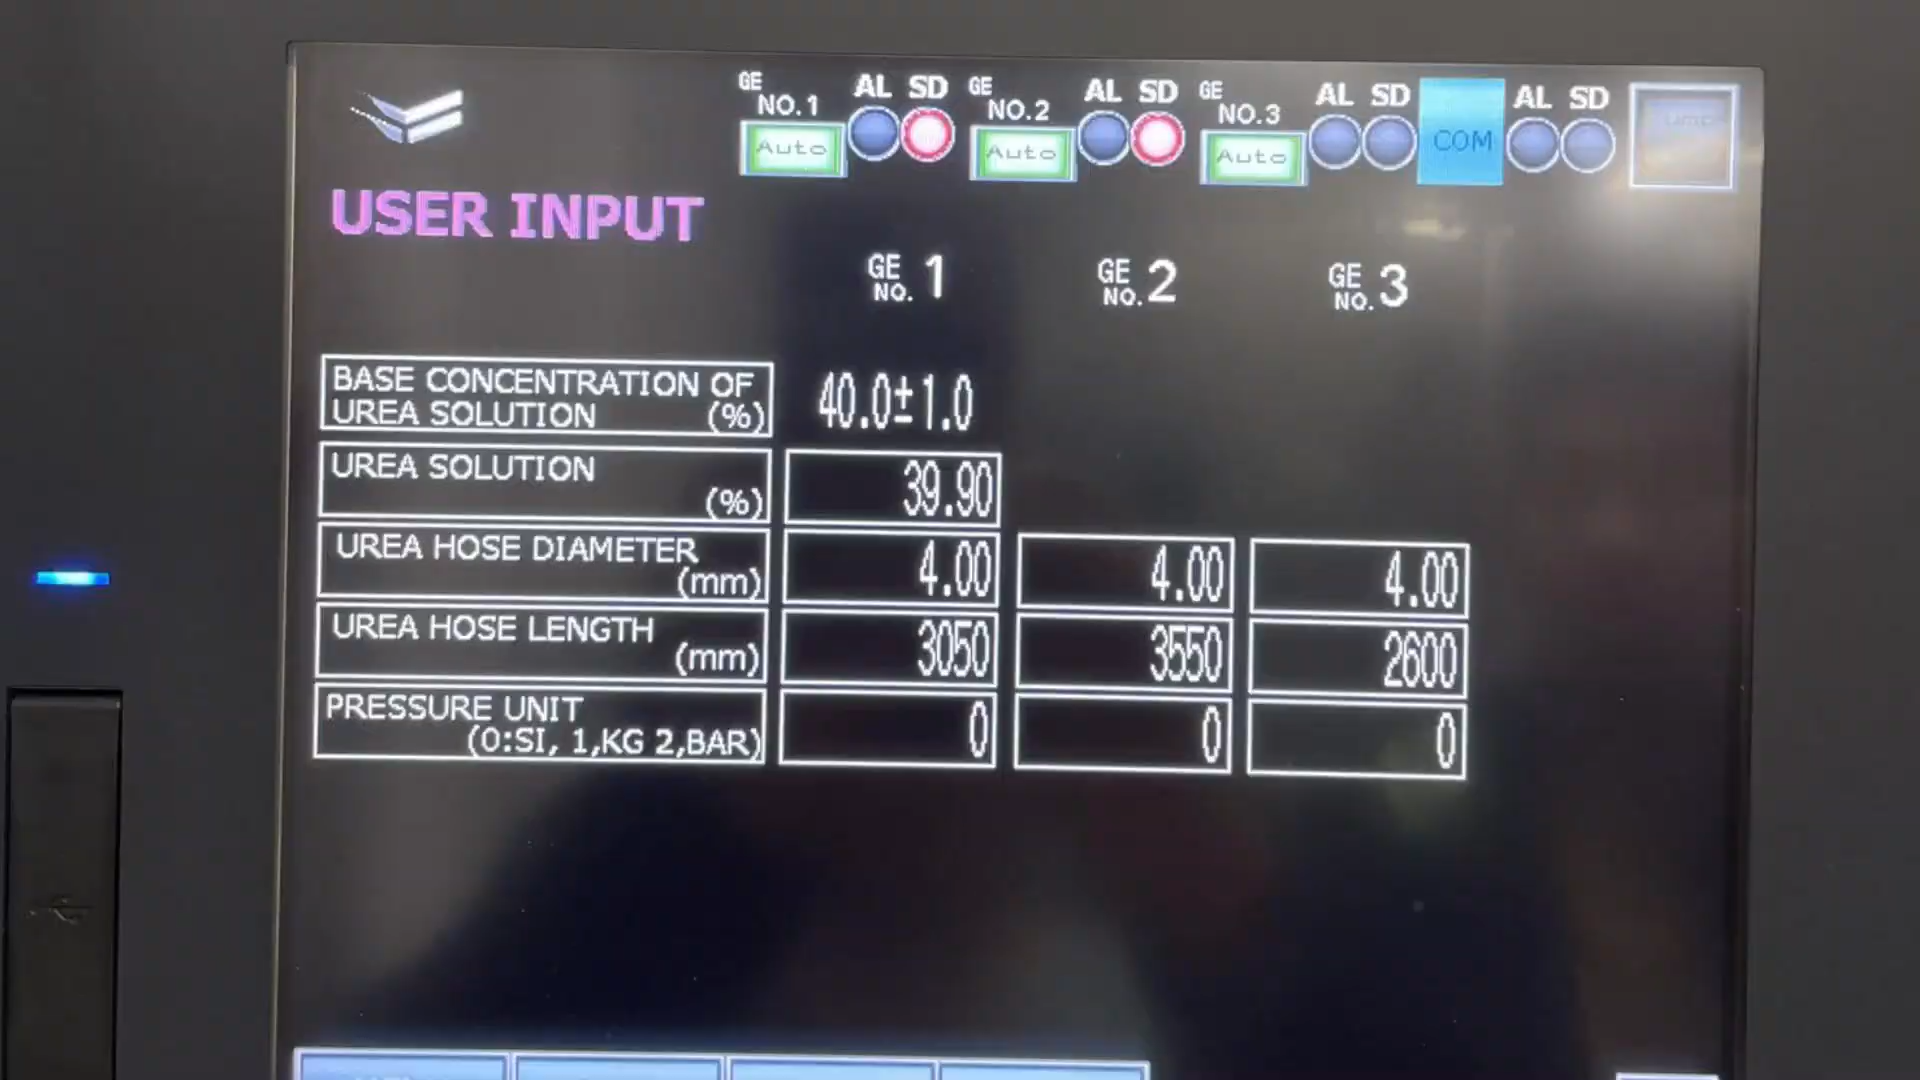 GE NO.1 AL SD GE NO.2 AL SD GE NO.3 AL SD COM AL SD
Auto Auto Auto
USER INPUT
GE NO. 1 GE NO. 2 GE NO. 3
BASE CONCENTRATION OF
UREA SOLUTION (%) 40.0±1.0
UREA SOLUTION
(%) 39.90
UREA HOSE DIAMETER
(mm) 4.00 4.00 4.00
UREA HOSE LENGTH
(mm) 3050 3550 2600
PRESSURE UNIT
(0:SI, 1,KG 2,BAR) 0 0 0